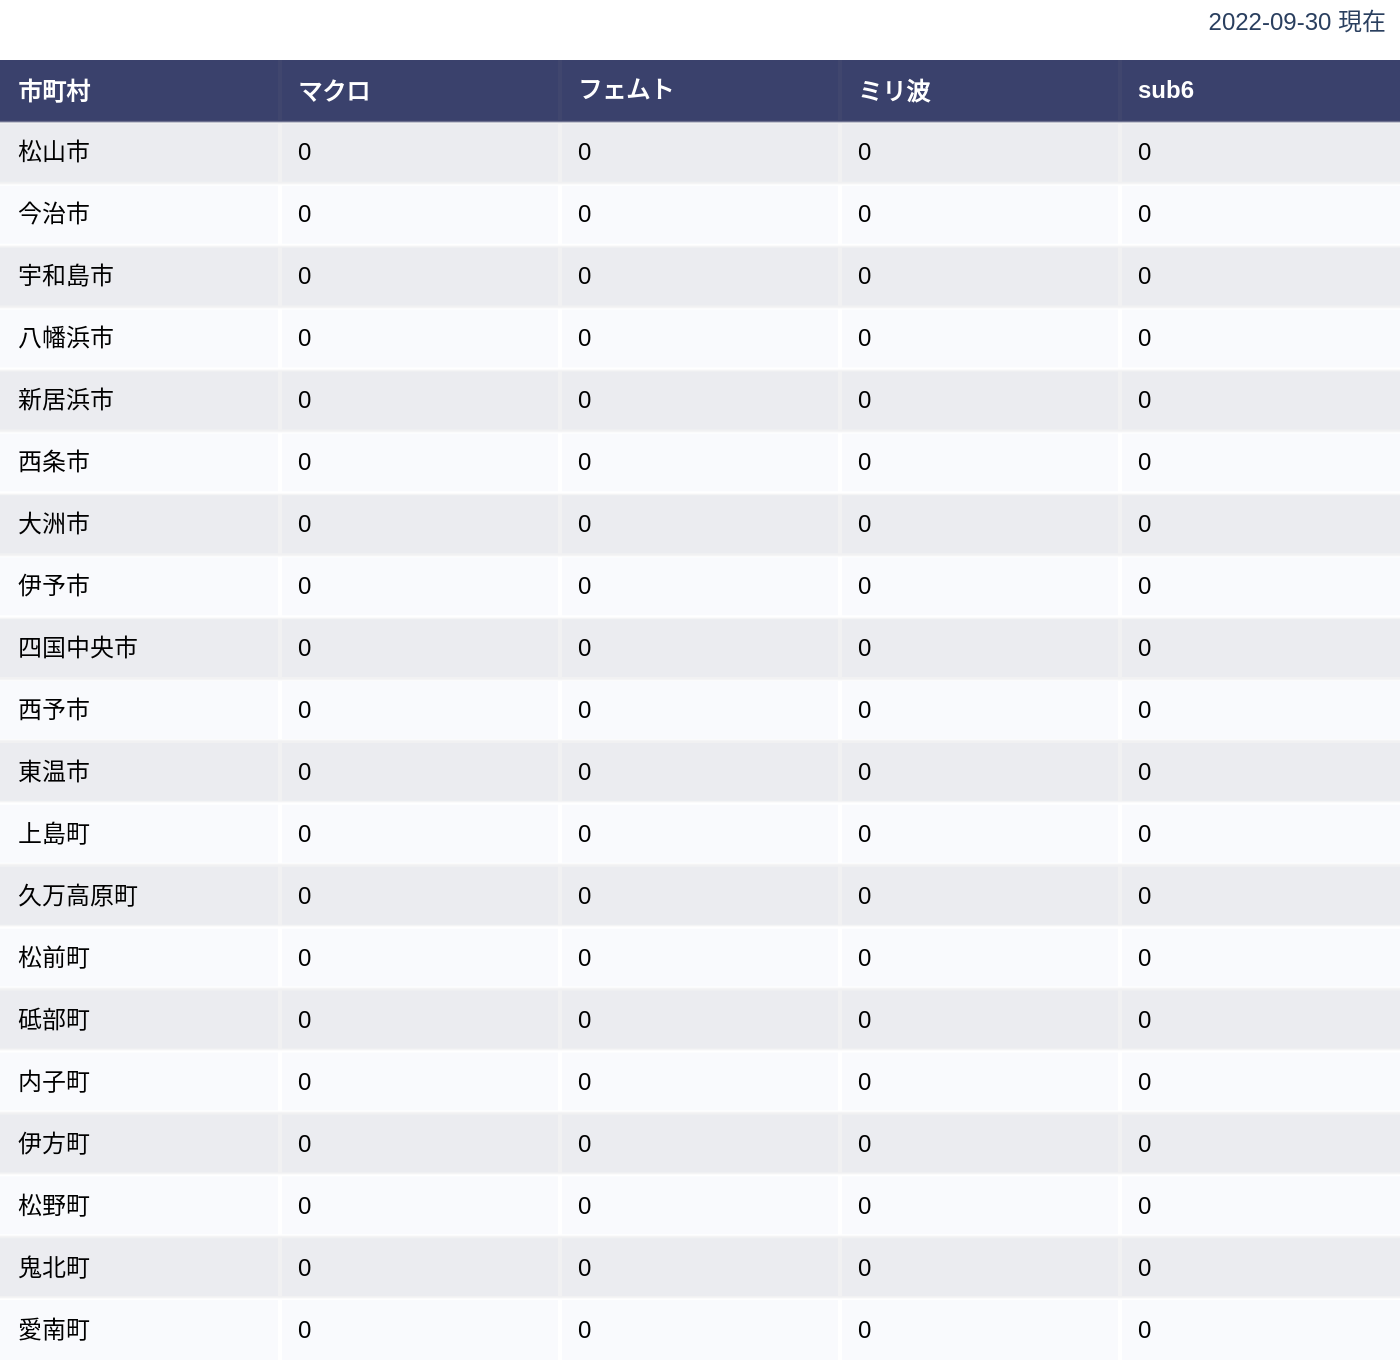 2022-09-30 現在
市町村 マクロ フェムト ミリ波 sub6
松山市 0 0 0 0
今治市 0 0 0 0
宇和島市 0 0 0 0
八幡浜市 0 0 0 0
新居浜市 0 0 0 0
西条市 0 0 0 0
大洲市 0 0 0 0
伊予市 0 0 0 0
四国中央市 0 0 0 0
西予市 0 0 0 0
東温市 0 0 0 0
上島町 0 0 0 0
久万高原町 0 0 0 0
松前町 0 0 0 0
砥部町 0 0 0 0
内子町 0 0 0 0
伊方町 0 0 0 0
松野町 0 0 0 0
鬼北町 0 0 0 0
愛南町 0 0 0 0